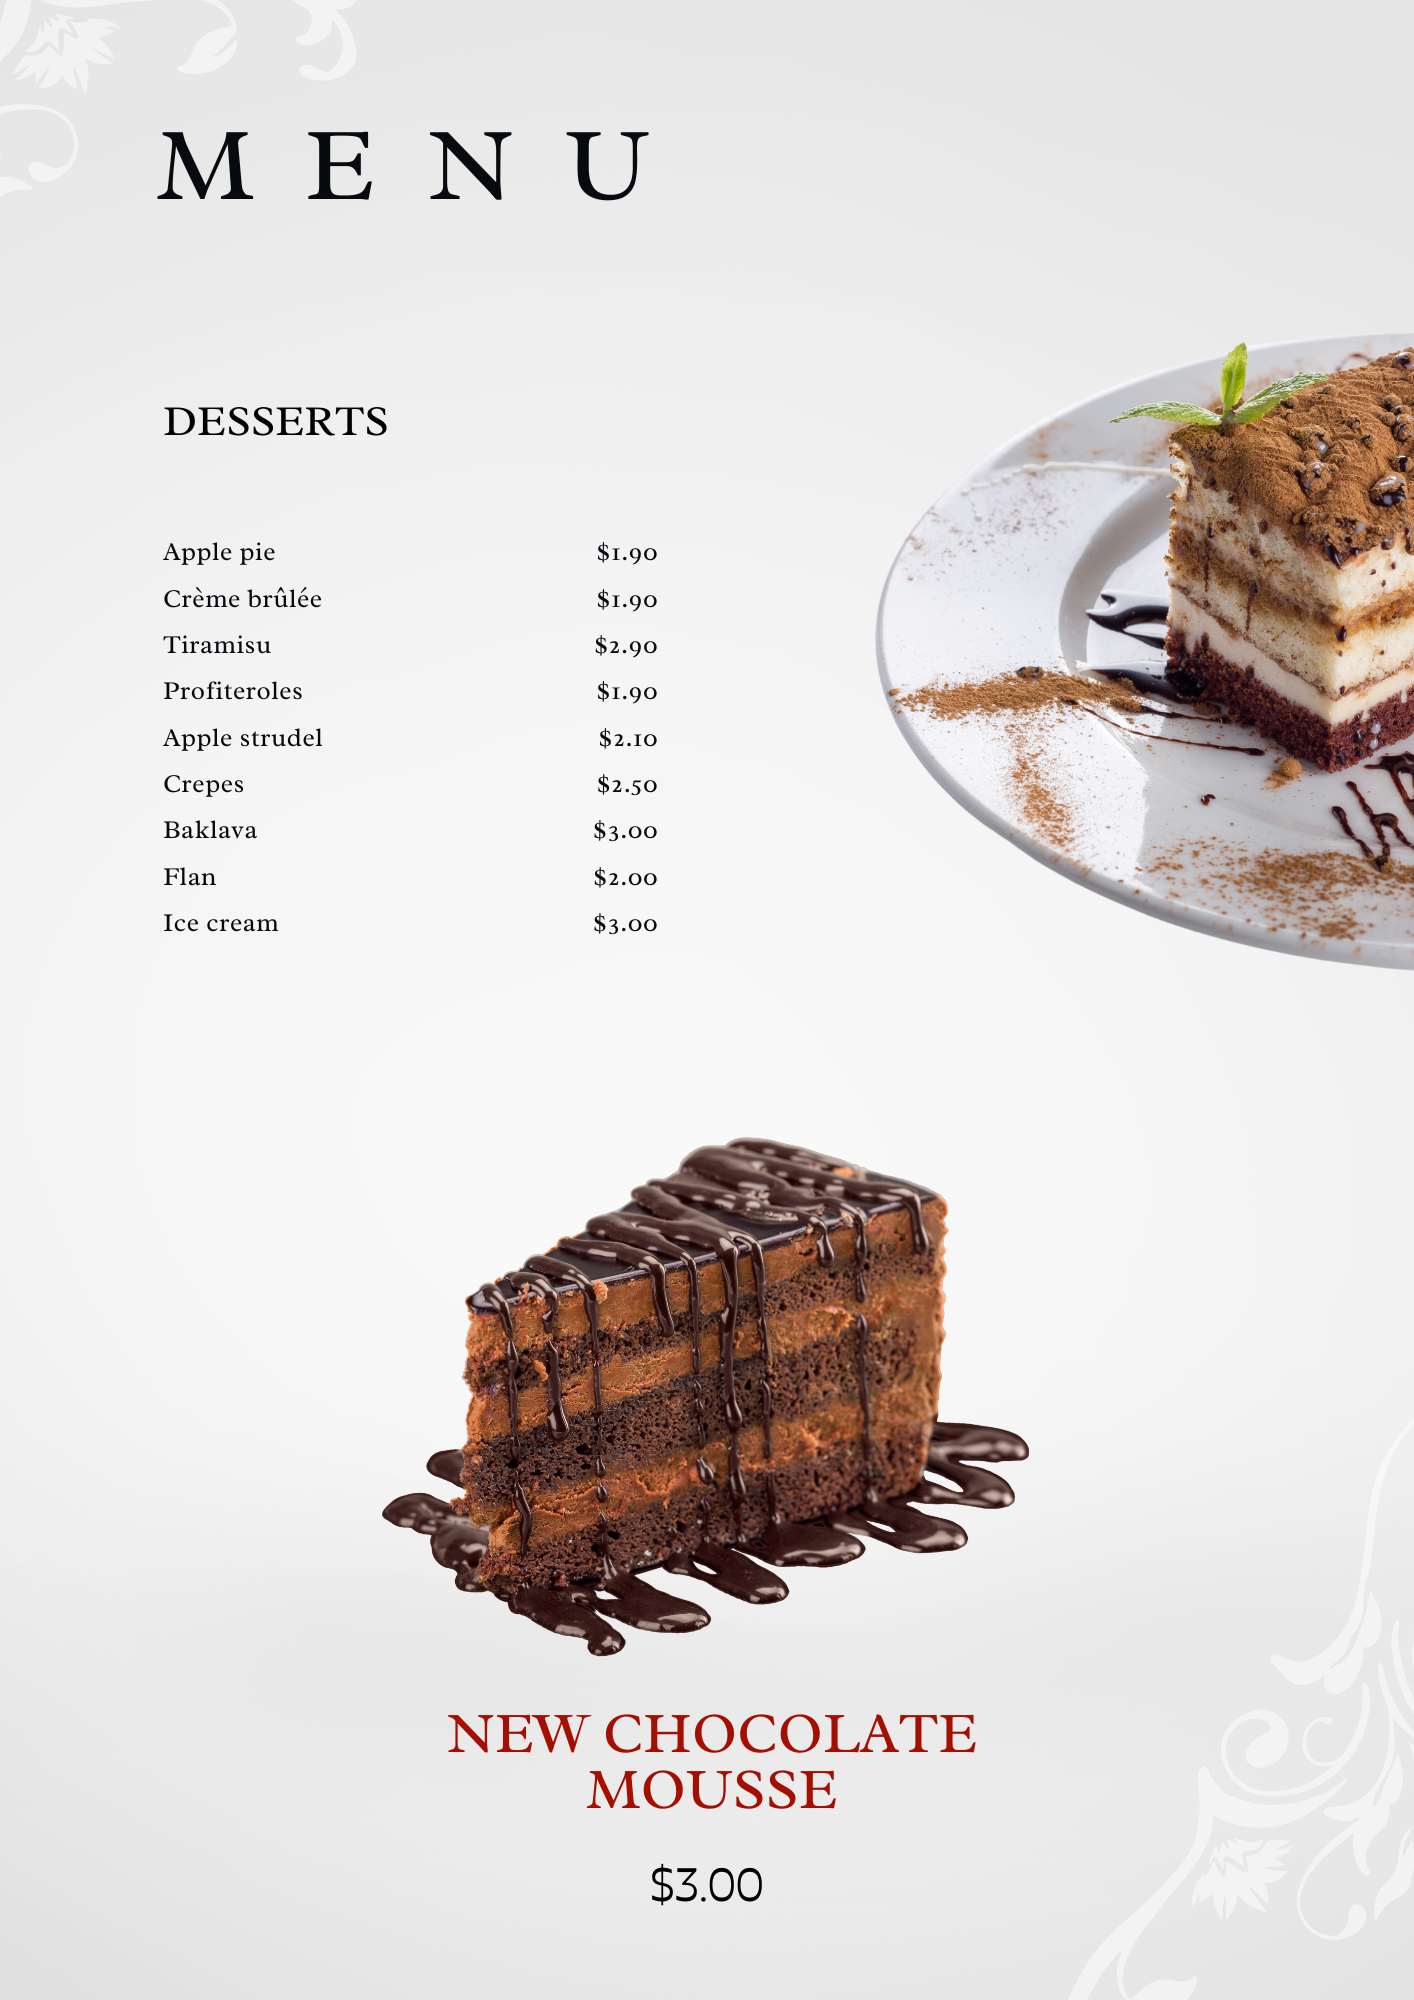 MENU
DESSERTS
Apple pie $1.90
Crème brûlée $1.90
Tiramisu $2.90
Profiteroles $1.90
Apple strudel $2.10
Crepes $2.50
Baklava $3.00
Flan $2.00
Ice cream $3.00
NEW CHOCOLATE
MOUSSE
$3.00